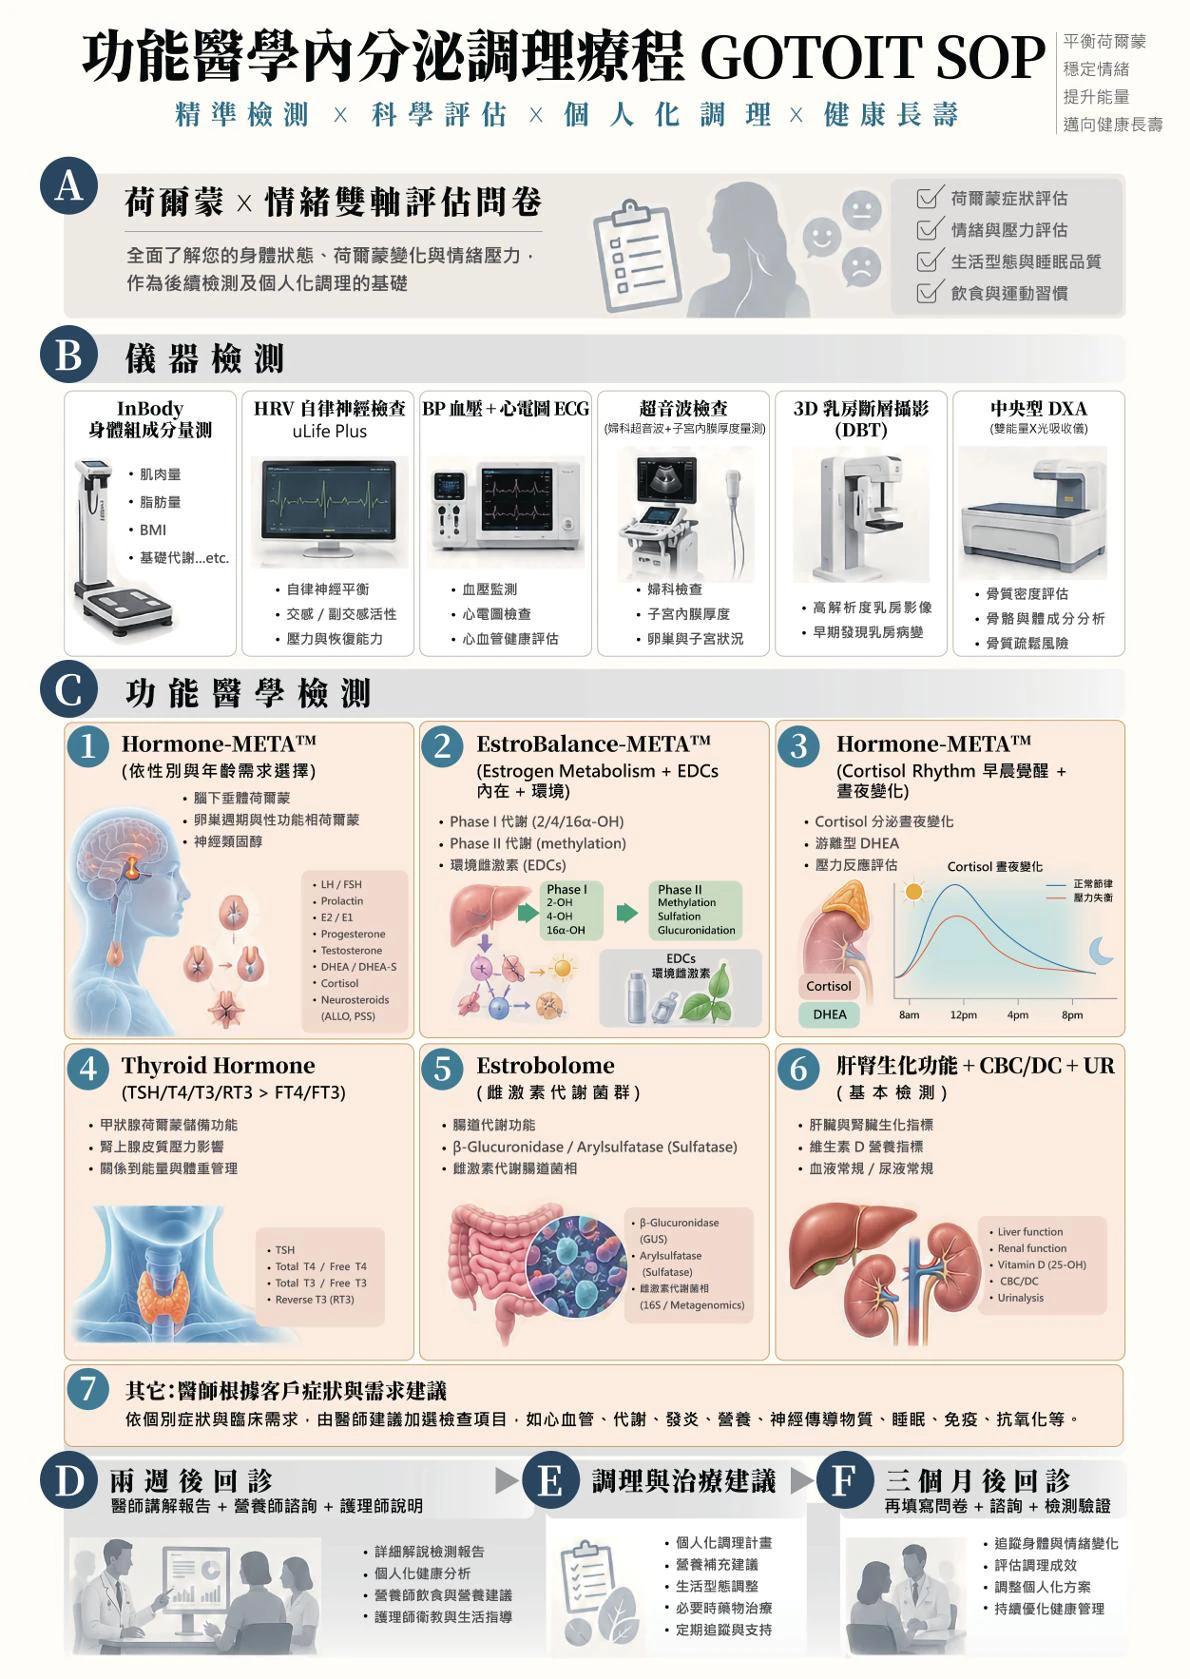 功能醫學內分泌調理療程 GOTOIT SOP
精準檢測 × 科學評估 × 個人化調理 × 健康長壽
平衡荷爾蒙
穩定情緒
提升能量
邁向健康長壽
A
荷爾蒙 × 情緒雙軸評估問卷
全面了解您的身體狀態、荷爾蒙變化與情緒壓力，
作為後續檢測及個人化調理的基礎
荷爾蒙症狀評估
情緒與壓力評估
生活型態與睡眠品質
飲食與運動習慣
B
儀器檢測
InBody
身體組成分量測
• 肌肉量
• 脂肪量
• BMI
• 基礎代謝...etc.
HRV 自律神經檢查
uLife Plus
• 自律神經平衡
• 交感 / 副交感活性
• 壓力與恢復能力
BP 血壓 + 心電圖 ECG
• 血壓監測
• 心電圖檢查
• 心血管健康評估
超音波檢查
(婦科超音波+子宮內膜厚度量測)
• 婦科檢查
• 子宮內膜厚度
• 卵巢與子宮狀況
3D 乳房斷層攝影
(DBT)
• 高解析度乳房影像
• 早期發現乳房病變
中央型 DXA
(雙能量X光吸收儀)
• 骨質密度評估
• 骨骼與體成分分析
• 骨質疏鬆風險
C
功能醫學檢測
1
Hormone-META™
(依性別與年齡需求選擇)
• 腦下垂體荷爾蒙
• 卵巢週期與性功能相荷爾蒙
• 神經類固醇
• LH / FSH
• Prolactin
• E2 / E1
• Progesterone
• Testosterone
• DHEA / DHEA-S
• Cortisol
• Neurosteroids
(ALLO, PSS)
2
EstroBalance-META™
(Estrogen Metabolism + EDCs
內在 + 環境)
• Phase I 代謝 (2/4/16α-OH)
• Phase II 代謝 (methylation)
• 環境雌激素 (EDCs)
Phase I
2-OH
4-OH
16α-OH
Phase II
Methylation
Sulfation
Glucuronidation
EDCs
環境雌激素
3
Hormone-META™
(Cortisol Rhythm 早晨覺醒 +
晝夜變化)
• Cortisol 分泌晝夜變化
• 游離型 DHEA
• 壓力反應評估
Cortisol 晝夜變化
正常節律
壓力失衡
Cortisol
DHEA
8am 12pm 4pm 8pm
4
Thyroid Hormone
(TSH/T4/T3/RT3 > FT4/FT3)
• 甲狀腺荷爾蒙儲備功能
• 腎上腺皮質壓力影響
• 關係到能量與體重管理
• TSH
• Total T4 / Free T4
• Total T3 / Free T3
• Reverse T3 (RT3)
5
Estrobolome
(雌激素代謝菌群)
• 腸道代謝功能
• β-Glucuronidase / Arylsulfatase (Sulfatase)
• 雌激素代謝腸道菌相
• β-Glucuronidase
(GUS)
• Arylsulfatase
(Sulfatase)
• 雌激素代謝菌相
(16S / Metagenomics)
6
肝腎生化功能 + CBC/DC + UR
(基本檢測)
• 肝臟與腎臟生化指標
• 維生素 D 營養指標
• 血液常規 / 尿液常規
• Liver function
• Renal function
• Vitamin D (25-OH)
• CBC/DC
• Urinalysis
7
其它：醫師根據客戶症狀與需求建議
依個別症狀與臨床需求，由醫師建議加選檢查項目，如心血管、代謝、發炎、營養、神經傳導物質、睡眠、免疫、抗氧化等。
D
兩週後回診
醫師講解報告 + 營養師諮詢 + 護理師說明
• 詳細解說檢測報告
• 個人化健康分析
• 營養師飲食與營養建議
• 護理師衛教與生活指導
E
調理與治療建議
• 個人化調理計畫
• 營養補充建議
• 生活型態調整
• 必要時藥物治療
• 定期追蹤與支持
F
三個月後回診
再填寫問卷 + 諮詢 + 檢測驗證
• 追蹤身體與情緒變化
• 評估調理成效
• 調整個人化方案
• 持續優化健康管理